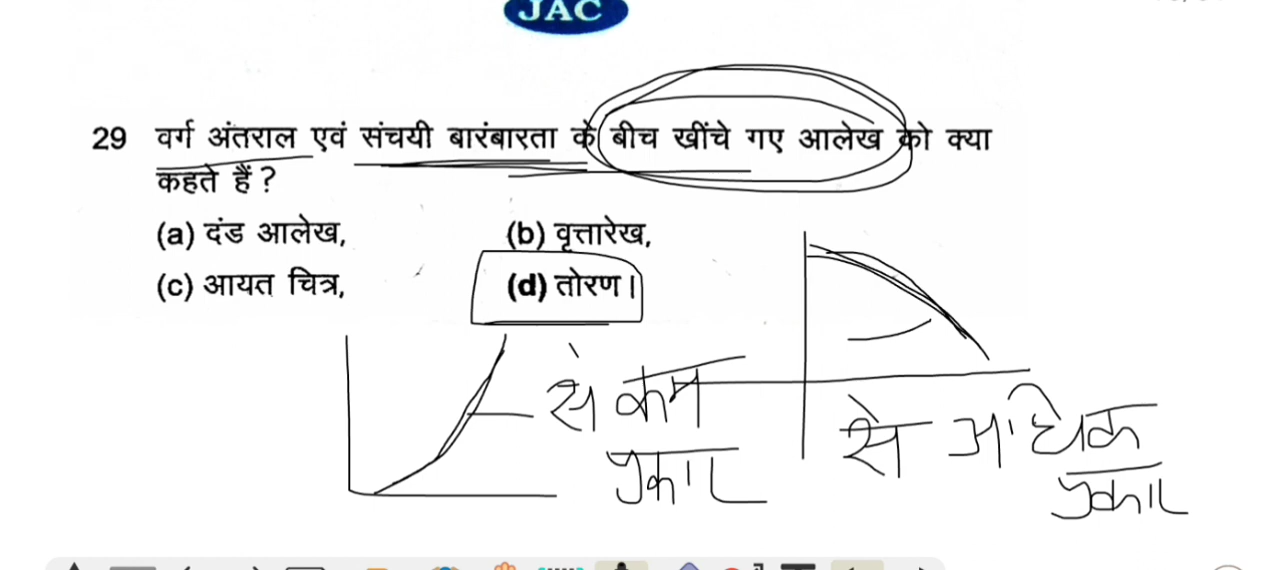 JAC
29 वर्ग अंतराल एवं संचयी बारंबारता के बीच खींचे गए आलेख को क्या
कहते हैं?
(a) दंड आलेख, (b) वृत्तारेख,
(c) आयत चित्र, (d) तोरण।
से कम
प्रकार
से अधिक
प्रकार